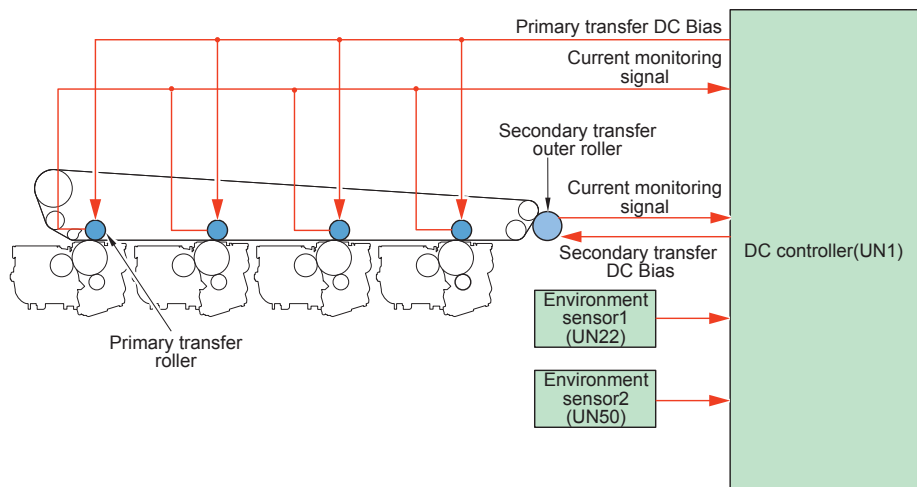 Primary transfer DC Bias
Current monitoring
signal
Secondary transfer
outer roller
Current monitoring
signal
Secondary transfer
DC Bias
DC controller(UN1)
Environment
sensor1
(UN22)
Primary transfer
roller
Environment
sensor2
(UN50)